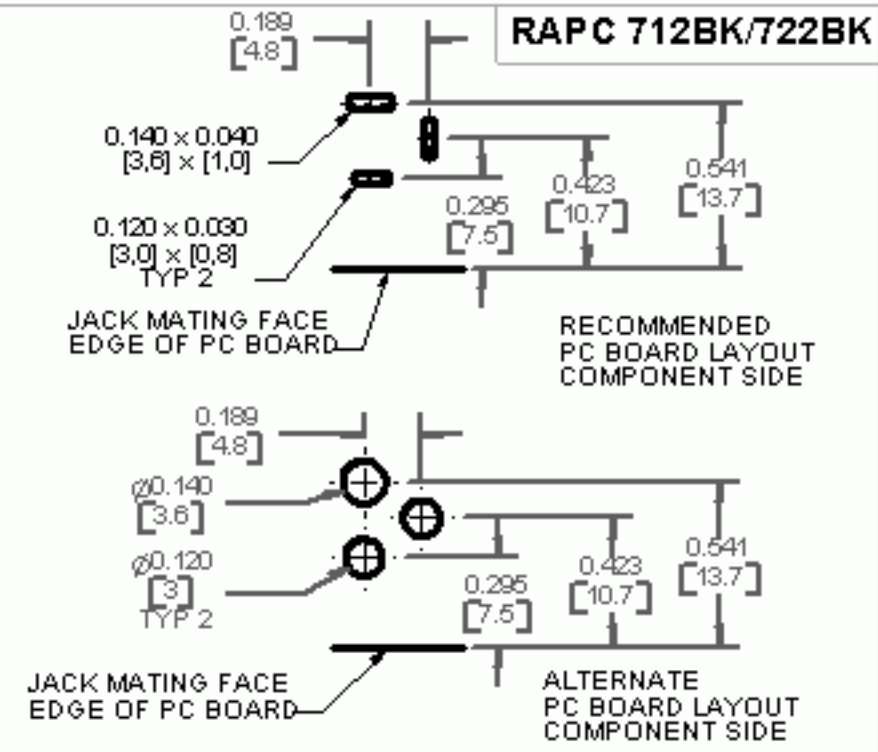 0.189
[4.8]
RAPC 712BK/722BK
0.140 x 0.040
[3,6] x [1,0]
0.120 x 0.030
[3,0] x [0,8]
TYP 2
0.295
[7.5]
0.423
[10.7]
0.541
[13.7]
JACK MATING FACE
EDGE OF PC BOARD
RECOMMENDED
PC BOARD LAYOUT
COMPONENT SIDE
0.189
[4.8]
Ø0.140
[3.6]
Ø0.120
[3]
TYP 2
0.295
[7.5]
0.423
[10.7]
0.541
[13.7]
JACK MATING FACE
EDGE OF PC BOARD
ALTERNATE
PC BOARD LAYOUT
COMPONENT SIDE